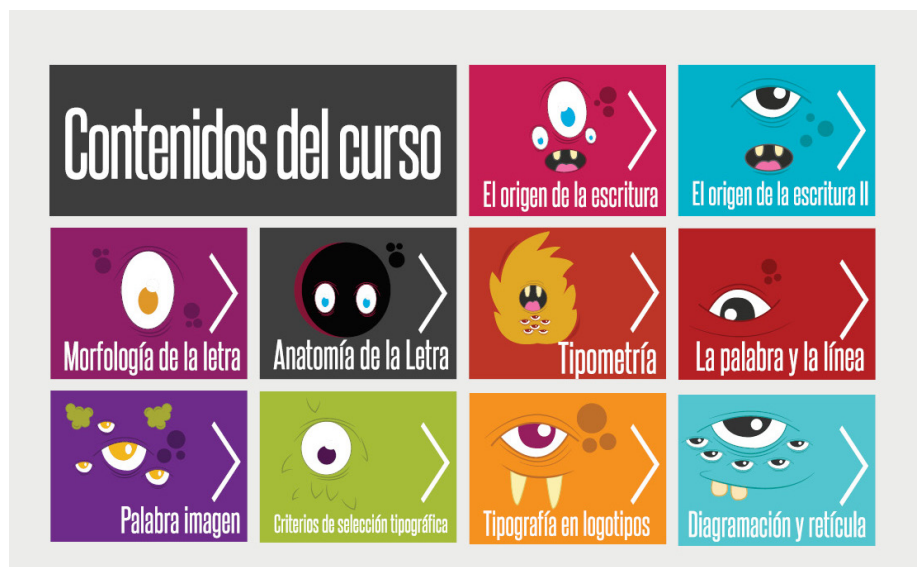 Contenidos del curso
El origen de la escritura
El origen de la escritura II
Morfología de la letra
Anatomía de la Letra
Tipometría
La palabra y la línea
Palabra imagen
Criterios de selección tipográfica
Tipografía en logotipos
Diagramación y retícula